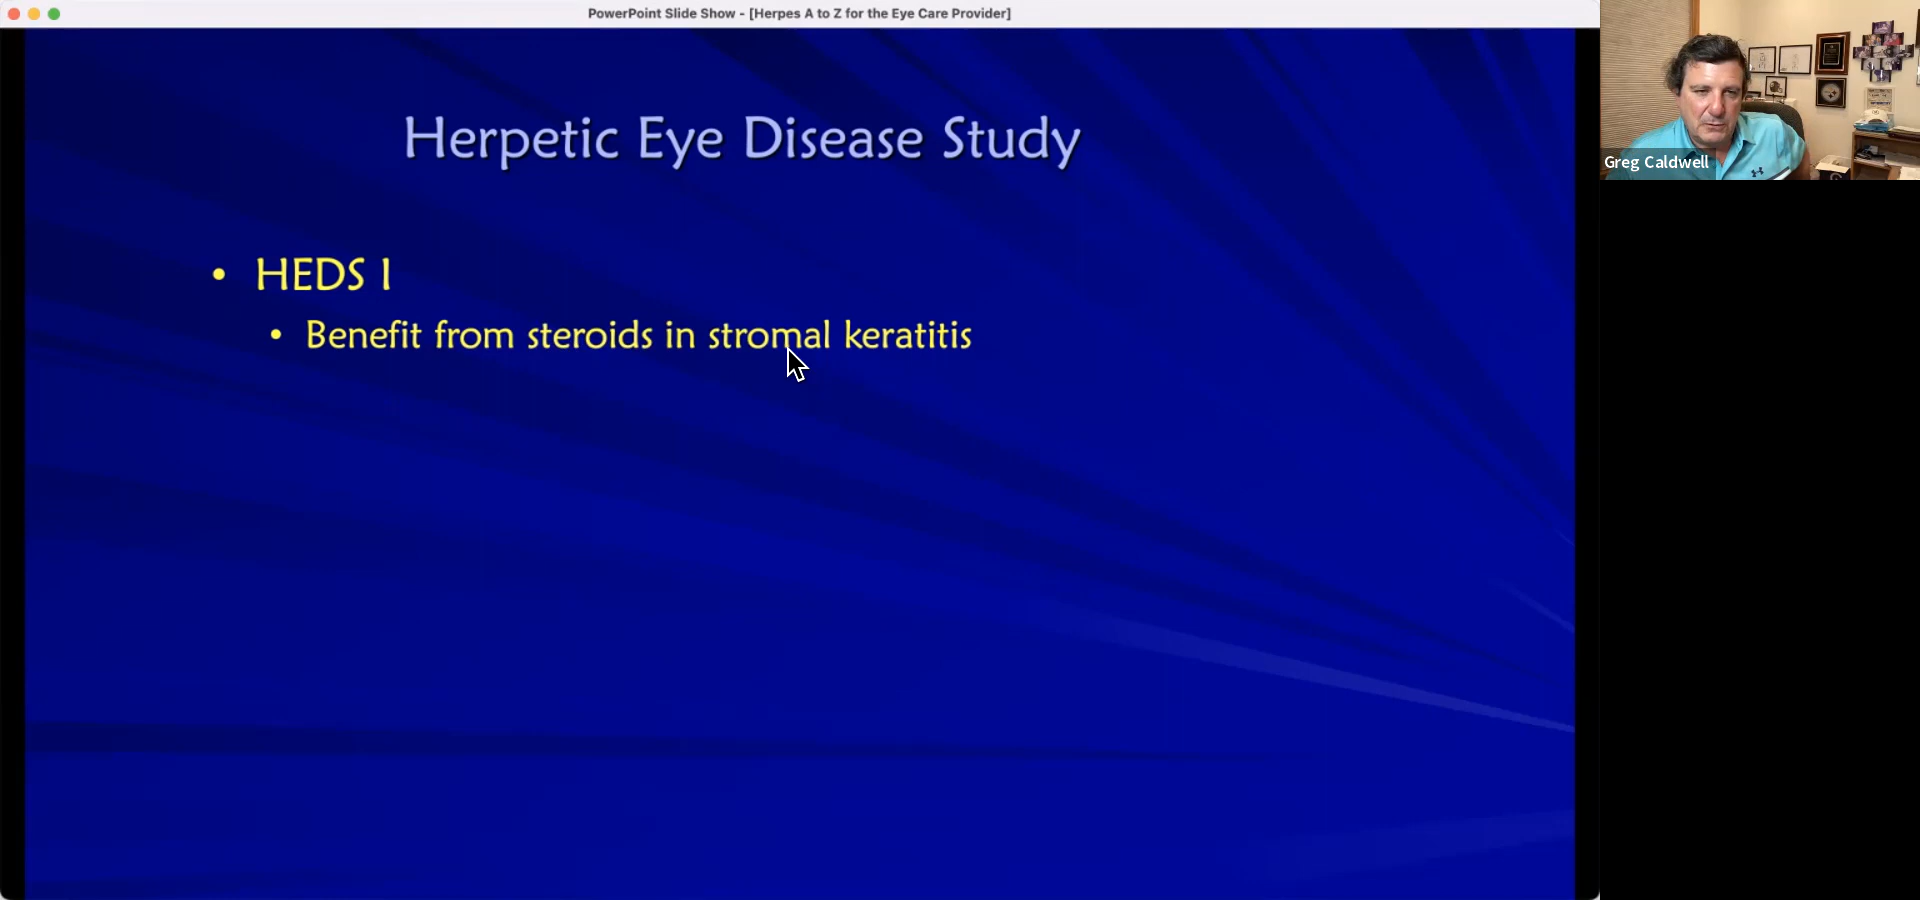 PowerPoint Slide Show - [Herpes A to Z for the Eye Care Provider]
Herpetic Eye Disease Study
• HEDS I
• Benefit from steroids in stromal keratitis
Greg Caldwell